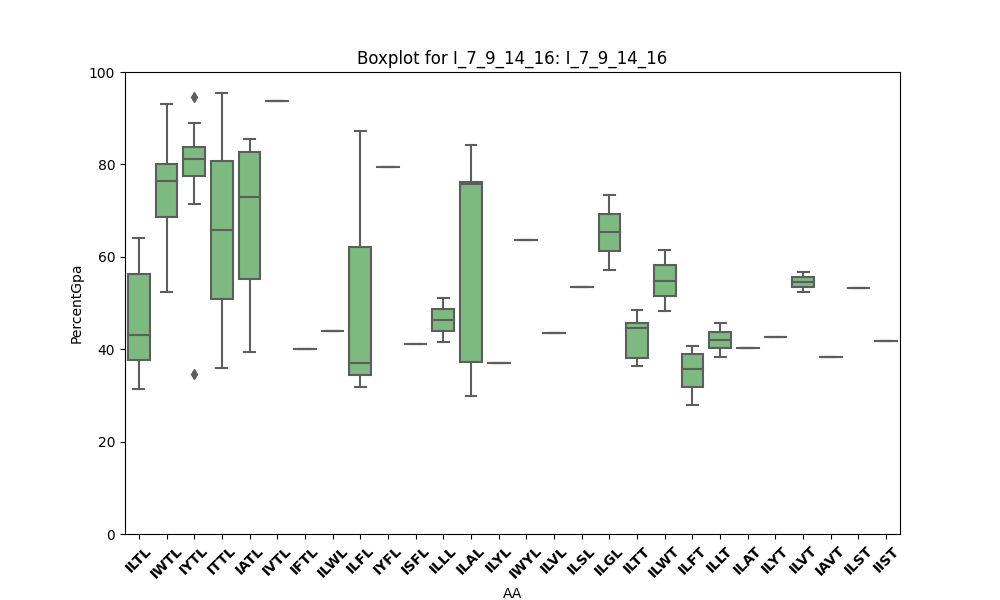 Boxplot for I_7_9_14_16: I_7_9_14_16
100
80
60
40
20
0
PercentGpa
ILTL IWTL IYTL ITTL IATL IVTL IFTL ILWL ILFL IYFL ISFL ILLL ILAL ILYL IWYL ILVL ILSL ILGL ILTT ILWT ILFT ILLT ILAT ILYT ILVT IAVT ILST IIST
AA